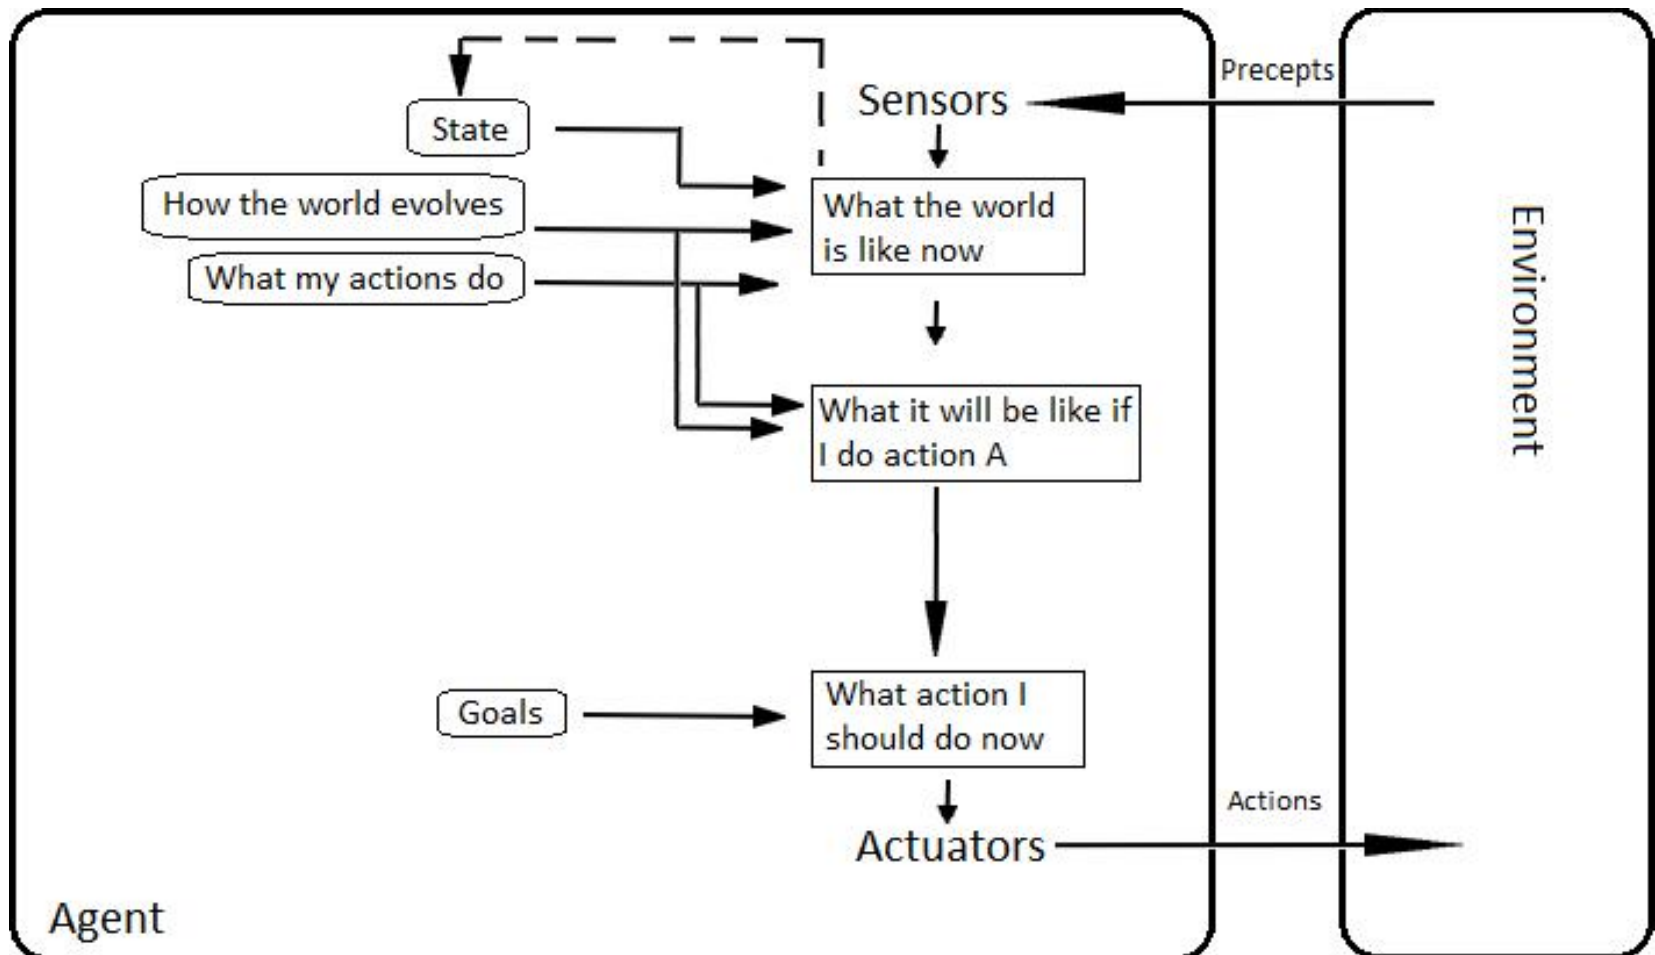 Precepts
Sensors
State
How the world evolves
What the world
is like now
What my actions do
Environment
What it will be like if
I do action A
Goals
What action I
should do now
Actions
Actuators
Agent